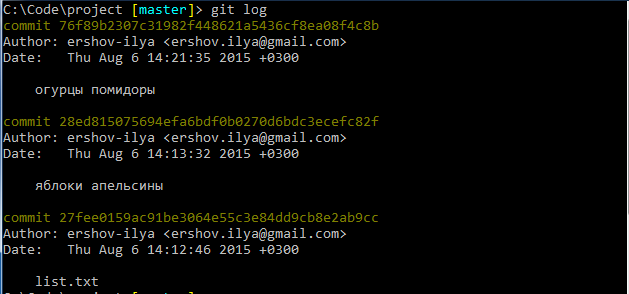 C:\Code\project [master]> git log
commit 76f89b2307c31982f448621a5436cf8ea08f4c8b
Author: ershov-ilya <ershov.ilya@gmail.com>
Date:   Thu Aug 6 14:21:35 2015 +0300
огурцы помидоры
commit 28ed815075694efa6bdf0b0270d6bdc3ecefc82f
Author: ershov-ilya <ershov.ilya@gmail.com>
Date:   Thu Aug 6 14:13:32 2015 +0300
яблоки апельсины
commit 27fee0159ac91be3064e55c3e84dd9cb8e2ab9cc
Author: ershov-ilya <ershov.ilya@gmail.com>
Date:   Thu Aug 6 14:12:46 2015 +0300
list.txt